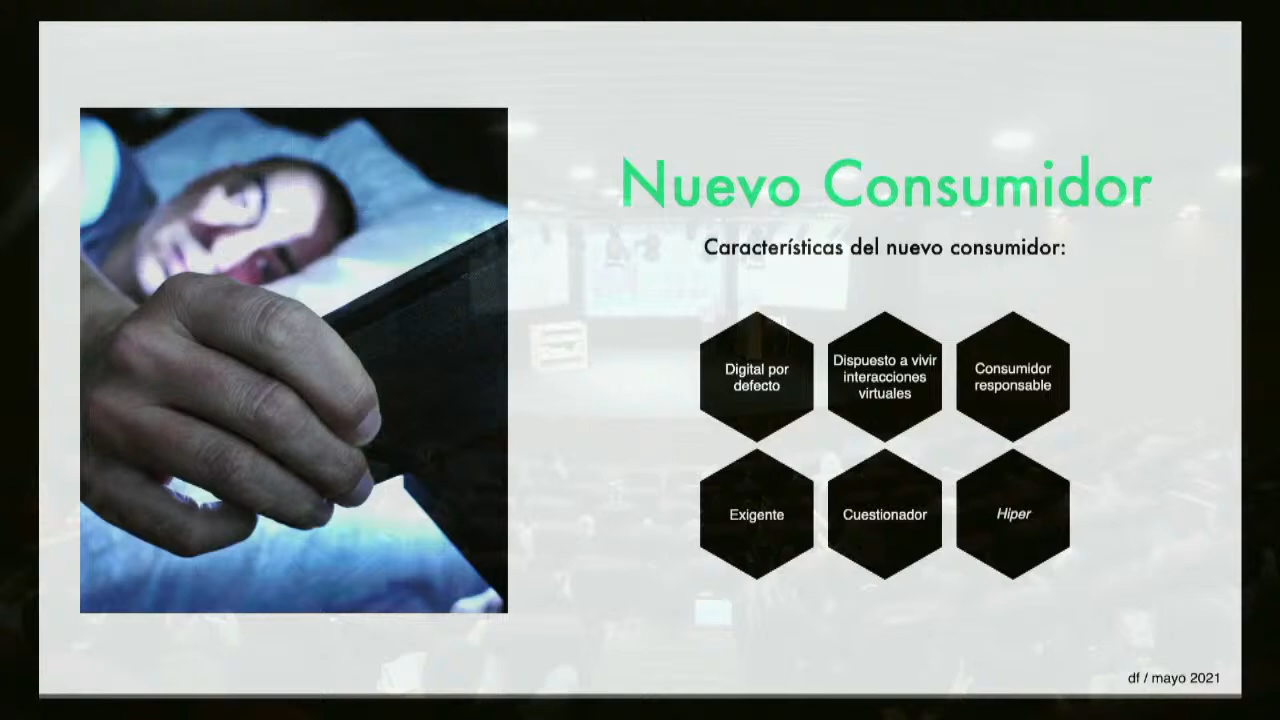 Nuevo Consumidor
Características del nuevo consumidor:
Digital por
defecto
Dispuesto a vivir
interacciones
virtuales
Consumidor
responsable
Exigente
Cuestionador
Hiper
df / mayo 2021